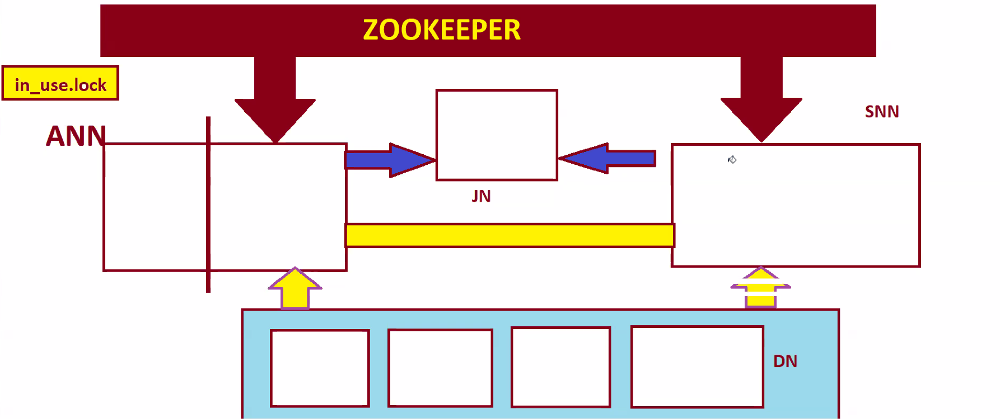 ZOOKEEPER
in_use.lock
SNN
ANN
JN
DN